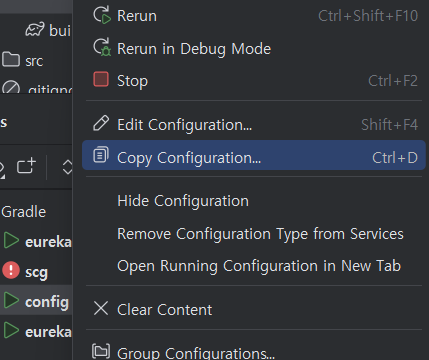 bui
src
.gitignor
s
Gradle
eureka
scg
config
eureka
Rerun Ctrl+Shift+F10
Rerun in Debug Mode
Stop Ctrl+F2
Edit Configuration... Shift+F4
Copy Configuration... Ctrl+D
Hide Configuration
Remove Configuration Type from Services
Open Running Configuration in New Tab
Clear Content
Group Configurations...